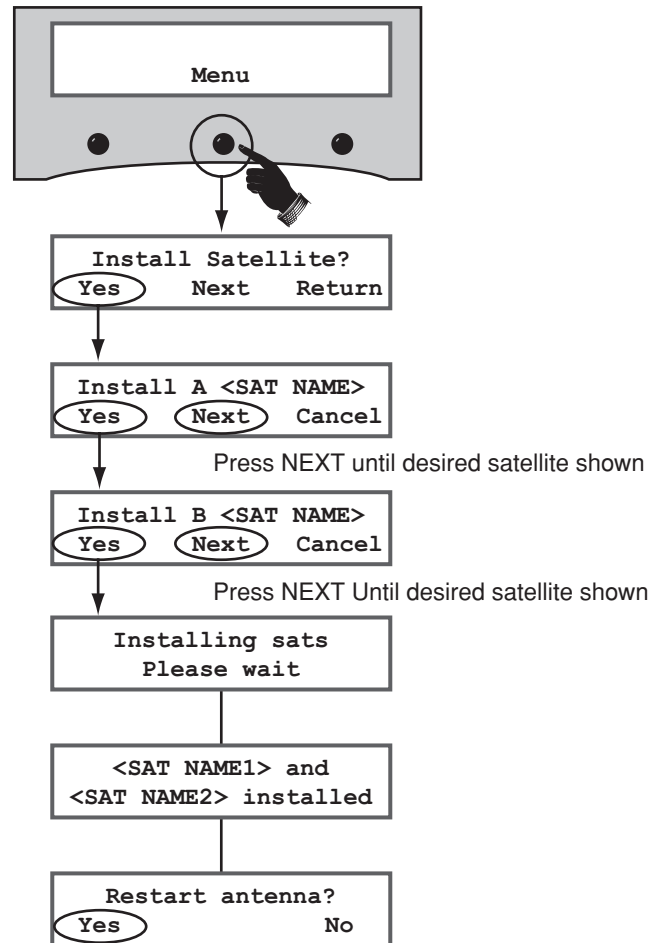 Menu
Install Satellite?
Yes Next Return
Install A <SAT NAME>
Yes Next Cancel
Press NEXT until desired satellite shown
Install B <SAT NAME>
Yes Next Cancel
Press NEXT Until desired satellite shown
Installing sats
Please wait
<SAT NAME1> and
<SAT NAME2> installed
Restart antenna?
Yes No